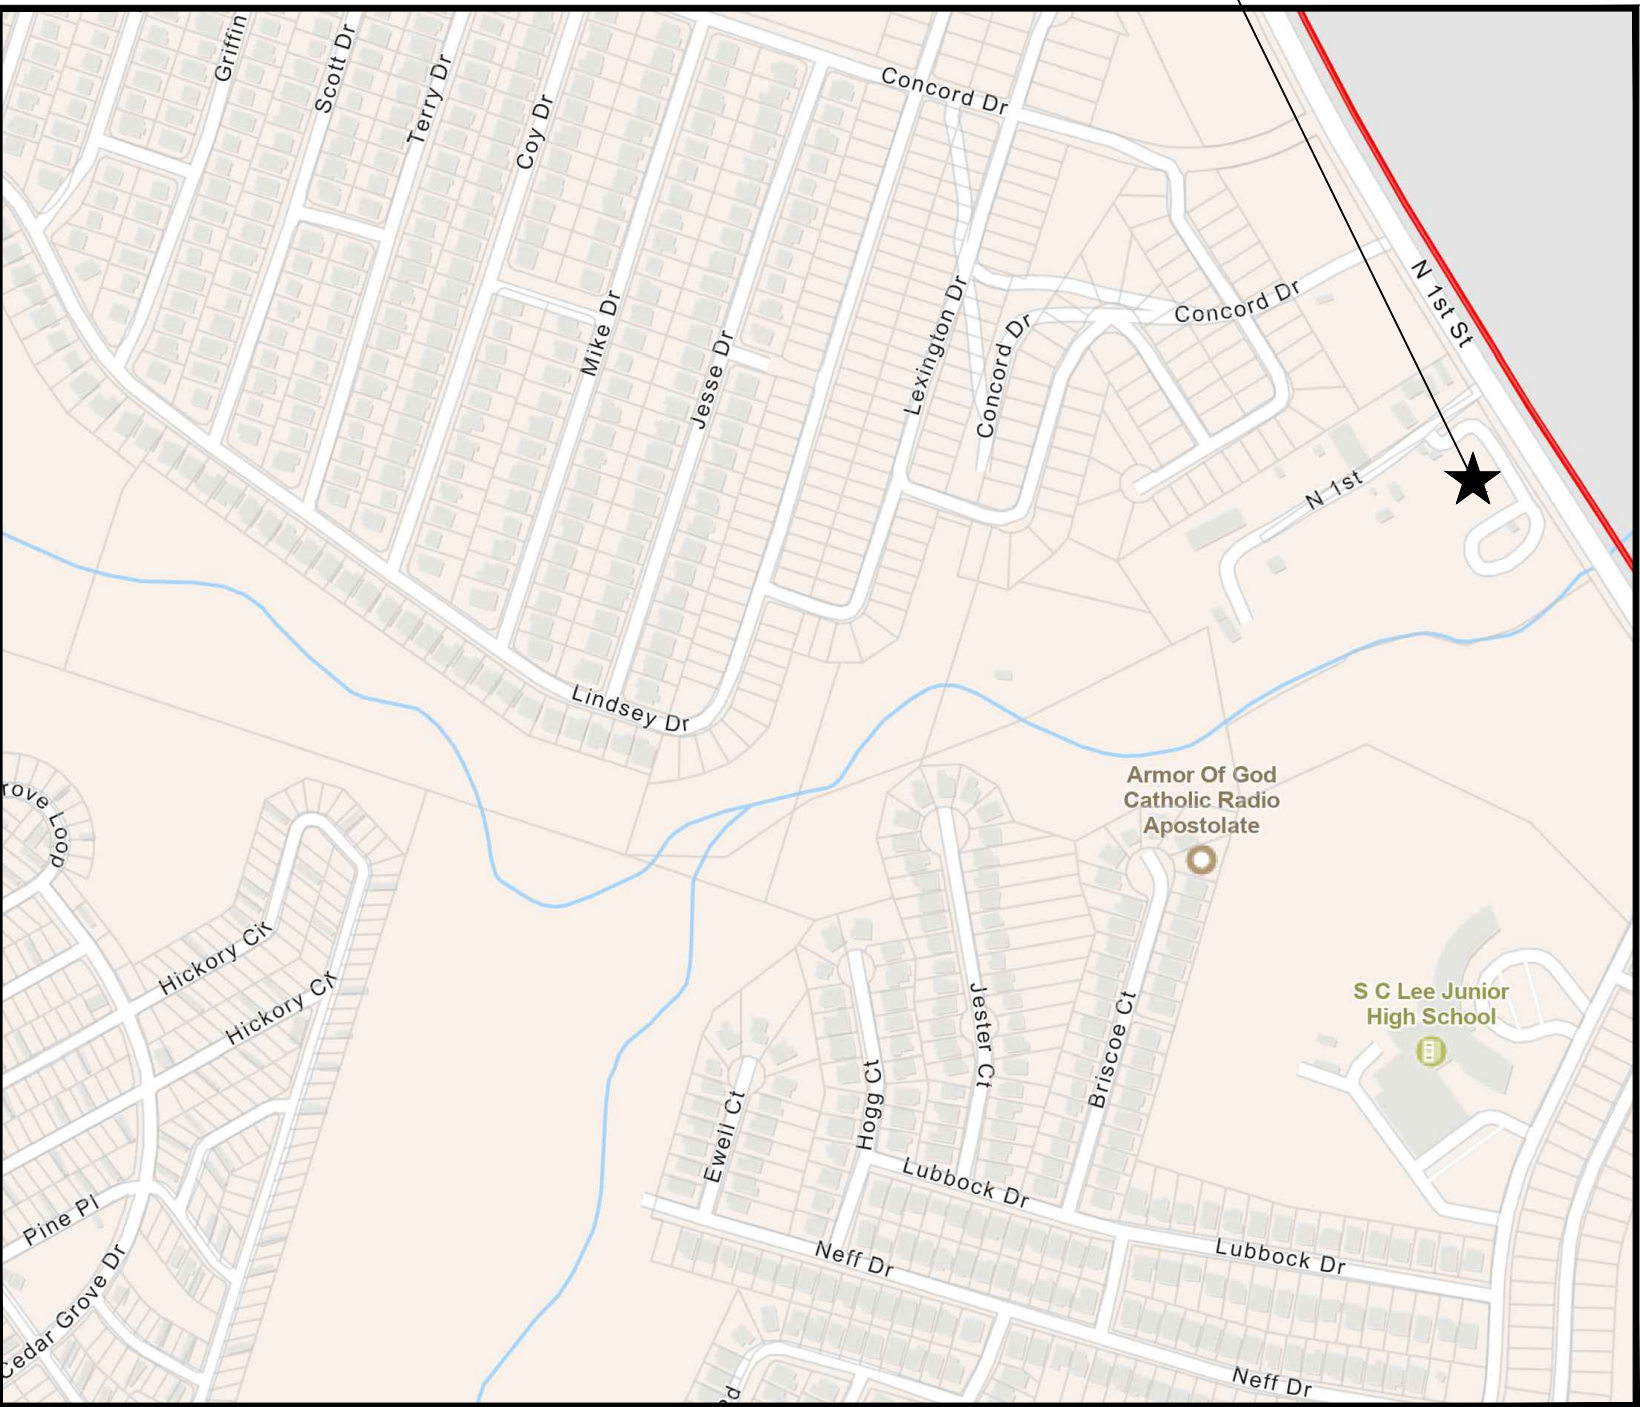 Griffin
Scott Dr
Terry Dr
Coy Dr
Concord Dr
Mike Dr
Jesse Dr
Lexington Dr
Concord Dr
Concord Dr
N 1st St
N 1st
Lindsey Dr
Armor Of God
Catholic Radio
Apostolate
rove Loop
Hickory Cir
Hickory Cir
S C Lee Junior
High School
Jester Ct
Briscoe Ct
Hogg Ct
Ewell Ct
Lubbock Dr
Pine Pl
Neff Dr
Lubbock Dr
Cedar Grove Dr
Neff Dr